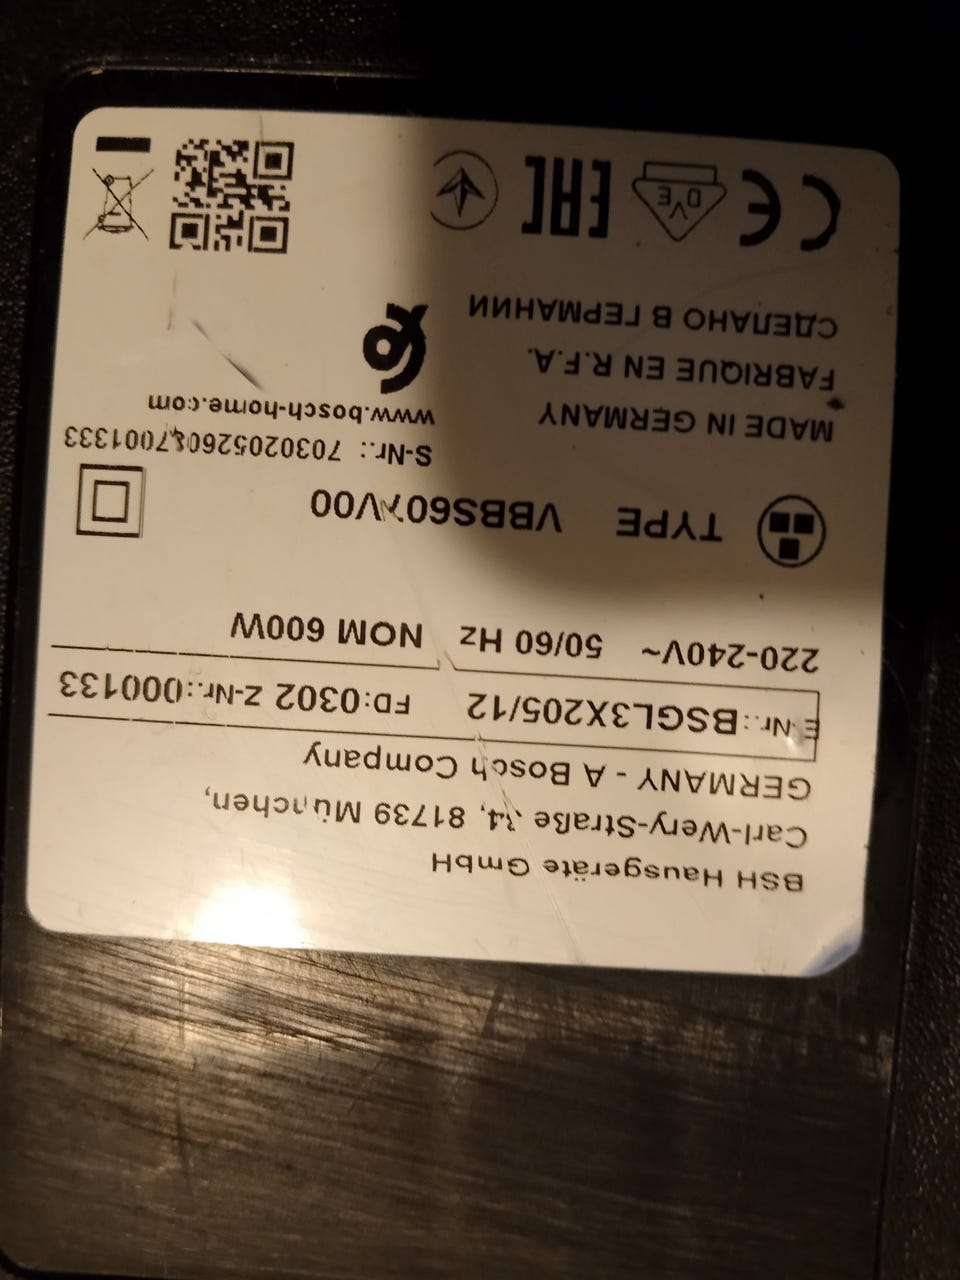 BSH Hausgeräte GmbH
Carl-Wery-Straße 34, 81739 München,
GERMANY - A Bosch Company
E-Nr.:BSGL3X205/12 FD:0302 Z-Nr.:000133
220-240V~ 50/60 Hz NOM 600W
TYPE
S-Nr.:
www.bosch-home.com
MADE IN GERMANY
FABRIQUE EN R.F.A.
СДЕЛАНО В ГЕРМАНИИ
CE DVE EAC